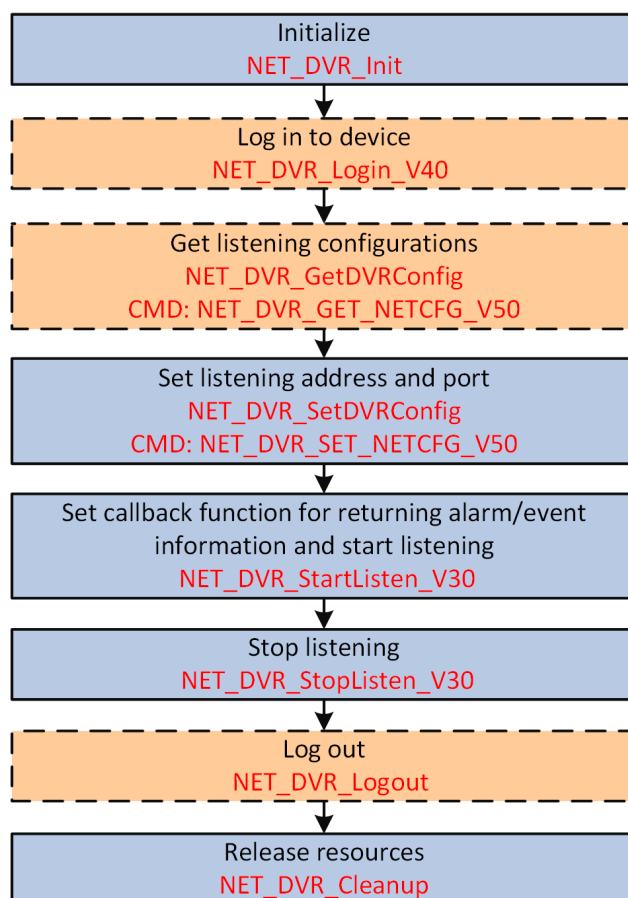 Initialize
NET_DVR_Init
Log in to device
NET_DVR_Login_V40
Get listening configurations
NET_DVR_GetDVRConfig
CMD: NET_DVR_GET_NETCFG_V50
Set listening address and port
NET_DVR_SetDVRConfig
CMD: NET_DVR_SET_NETCFG_V50
Set callback function for returning alarm/event
information and start listening
NET_DVR_StartListen_V30
Stop listening
NET_DVR_StopListen_V30
Log out
NET_DVR_Logout
Release resources
NET_DVR_Cleanup